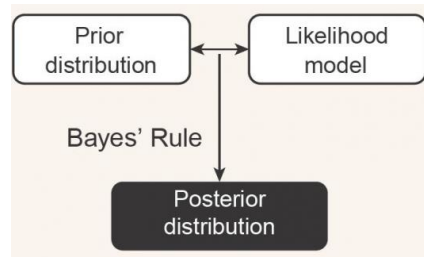 Prior
distribution
Likelihood
model
Bayes’ Rule
Posterior
distribution